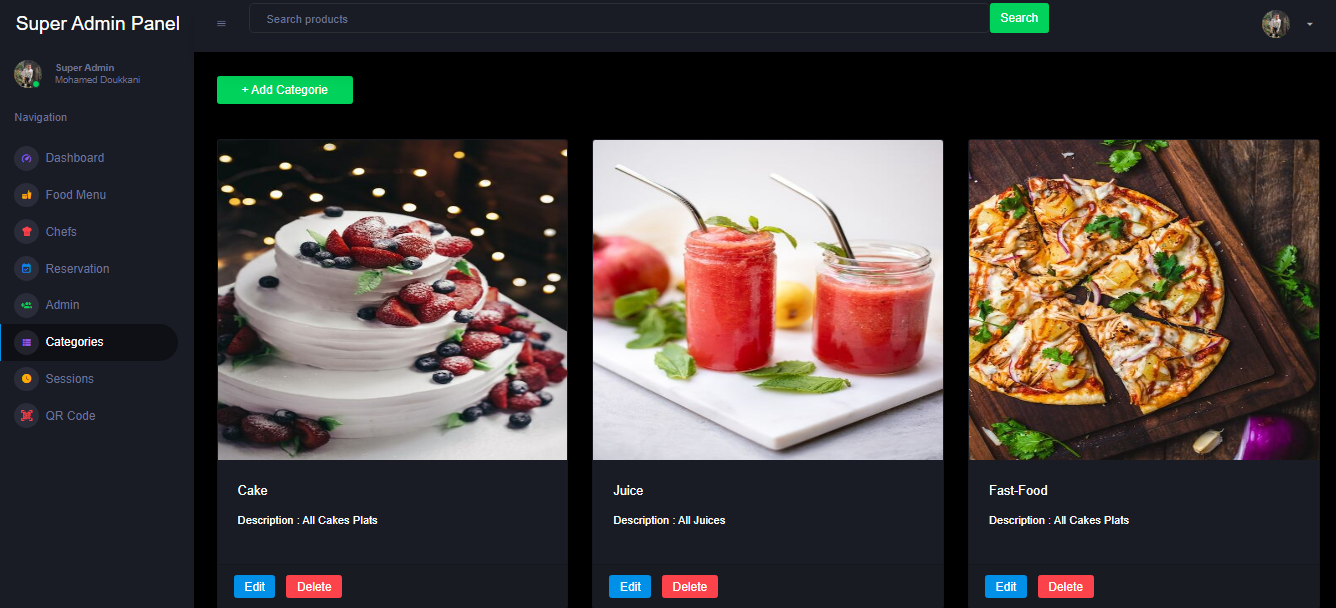 Super Admin Panel
Search products
Search
Super Admin
Mohamed Doukkani
Navigation
Dashboard
Food Menu
Chefs
Reservation
Admin
Categories
Sessions
QR Code
+ Add Categorie
Cake
Description : All Cakes Plats
Edit Delete
Juice
Description : All Juices
Edit Delete
Fast-Food
Description : All Cakes Plats
Edit Delete